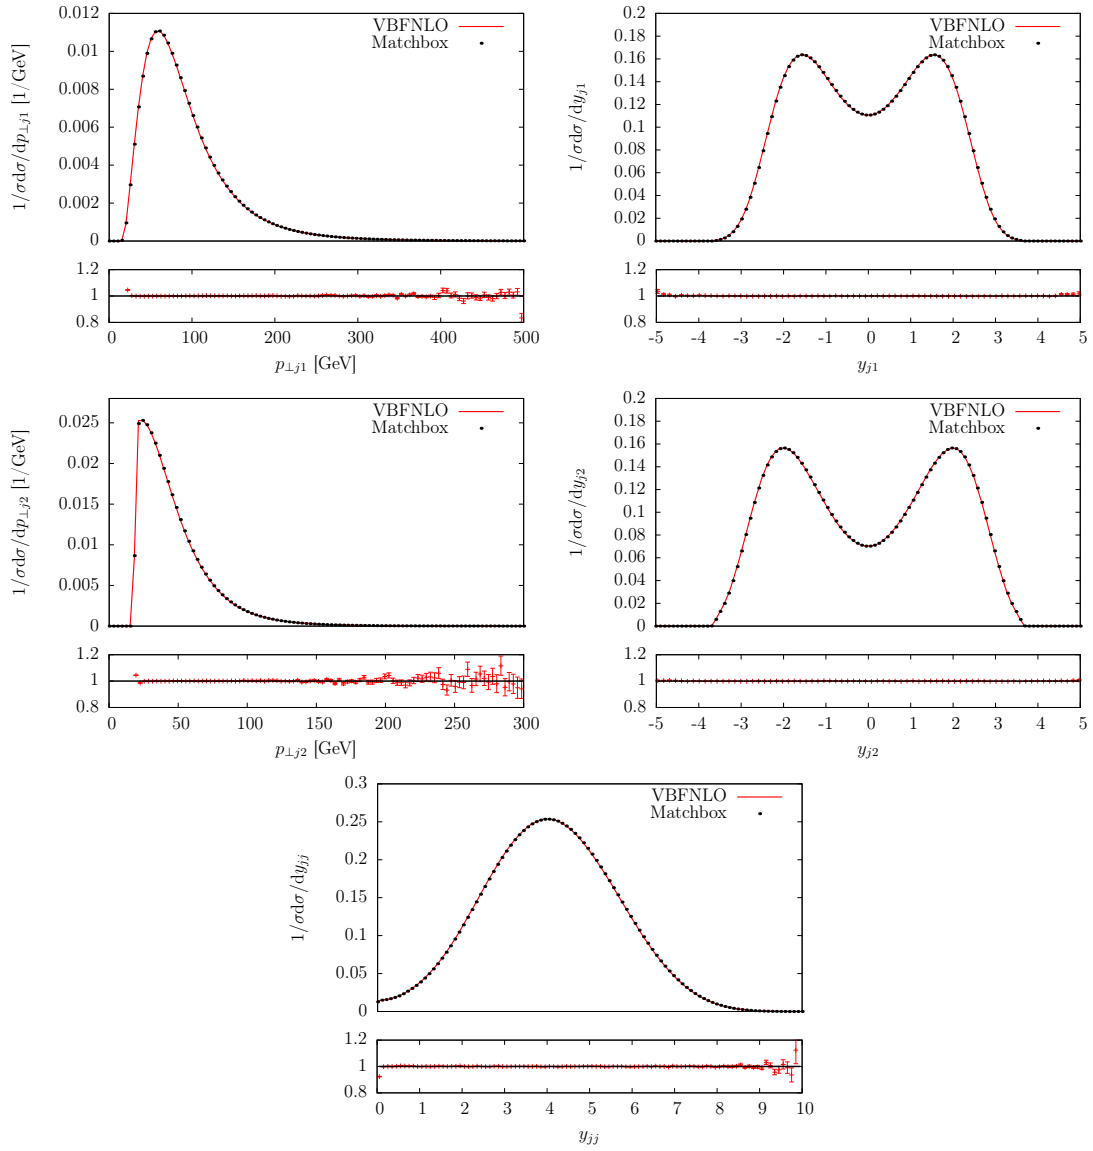 0.012
0.01
0.008
0.006
0.004
0.002
0
1/σdσ/dp⊥j1 [1/GeV]
VBFNLO
Matchbox
1.2
1
0.8
0 100 200 300 400 500
p⊥j1 [GeV]
0.2
0.18
0.16
0.14
0.12
0.1
0.08
0.06
0.04
0.02
0
1/σdσ/dyj1
VBFNLO
Matchbox
1.2
1
0.8
-5 -4 -3 -2 -1 0 1 2 3 4 5
yj1
0.025
0.02
0.015
0.01
0.005
0
1/σdσ/dp⊥j2 [1/GeV]
VBFNLO
Matchbox
1.2
1
0.8
0 50 100 150 200 250 300
p⊥j2 [GeV]
0.2
0.18
0.16
0.14
0.12
0.1
0.08
0.06
0.04
0.02
0
1/σdσ/dyj2
VBFNLO
Matchbox
1.2
1
0.8
-5 -4 -3 -2 -1 0 1 2 3 4 5
yj2
0.3
0.25
0.2
0.15
0.1
0.05
0
1/σdσ/dyjj
VBFNLO
Matchbox
1.2
1
0.8
0 1 2 3 4 5 6 7 8 9 10
yjj